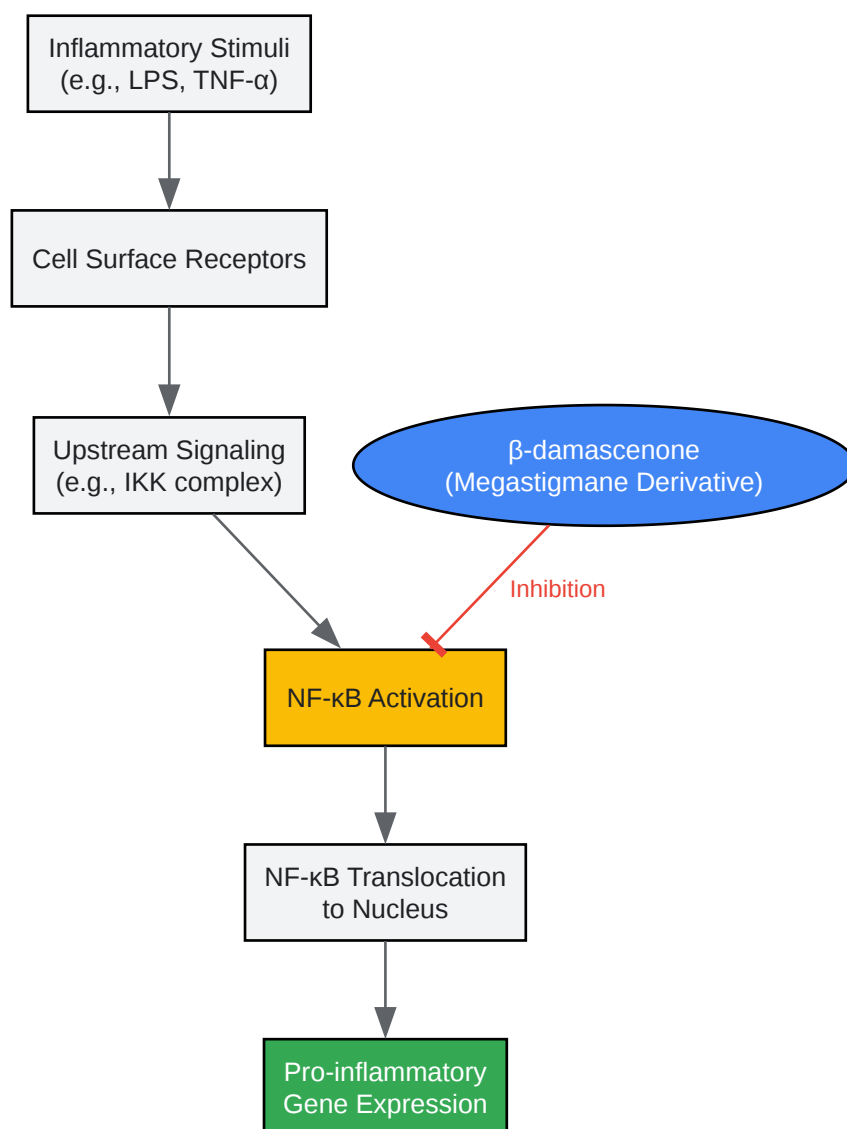 Inflammatory Stimuli
(e.g., LPS, TNF-α)
Cell Surface Receptors
Upstream Signaling
(e.g., IKK complex)
β-damascenone
(Megastigmane Derivative)
Inhibition
NF-κB Activation
NF-κB Translocation
to Nucleus
Pro-inflammatory
Gene Expression